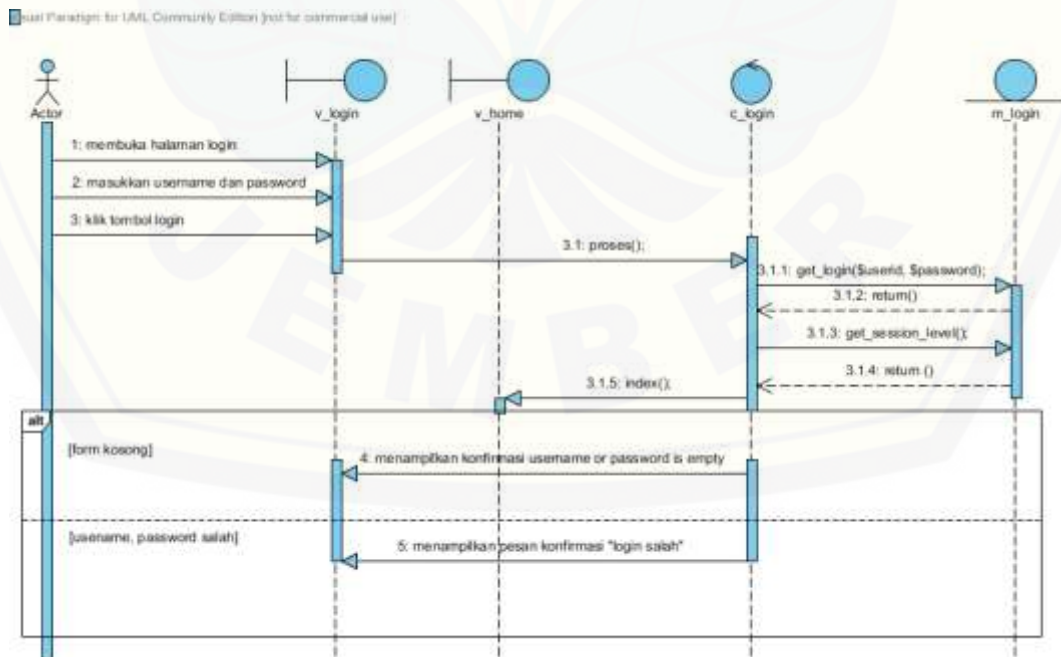 sual Paradigm for UML Community Edition [not for commercial use]
Actor
v_login
v_home
c_login
m_login
1: membuka halaman login
2: masukkan username dan password
3: klik tombol login
3.1: proses();
3.1.1: get_login($userid, $password);
3.1.2: return()
3.1.3: get_session_level();
3.1.4: return ()
3.1.5: index();
alt
[form kosong]
4: menampilkan konfirmasi username or password is empty
[usename, password salah]
5: menampilkan pesan konfirmasi "login salah"
JEMBER